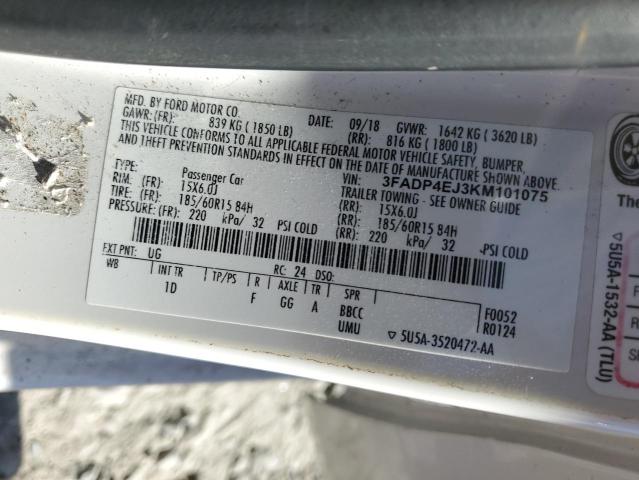 MFD. BY FORD MOTOR CO.
DATE: 09/18 GVWR: 1642 KG ( 3620 LB)
GAWR: (FR): 839 KG ( 1850 LB) (RR): 816 KG ( 1800 LB)
THIS VEHICLE CONFORMS TO ALL APPLICABLE FEDERAL MOTOR VEHICLE SAFETY, BUMPER,
AND THEFT PREVENTION STANDARDS IN EFFECT ON THE DATE OF MANUFACTURE SHOWN ABOVE.
VIN: 3FADP4EJ3KM101075
TYPE: Passenger Car TRAILER TOWING - SEE OWNER GUIDE
RIM: (FR): 15X6.0J (RR): 15X6.0J
TIRE: (FR): 185/60R15 84H (RR): 185/60R15 84H
PRESSURE: (FR): 220 kPa/ 32 PSI COLD (RR): 220 kPa/ 32 PSI COLD
EXT PNT: UG RC: 24 DSO:
WB INT TR TP/PS R AXLE TR SPR
1D F GG A BBCC F0052
UMU R0124
▽ 5U5A-3520472-AA
▽ 5U5A-1532-AA (TLU)
The